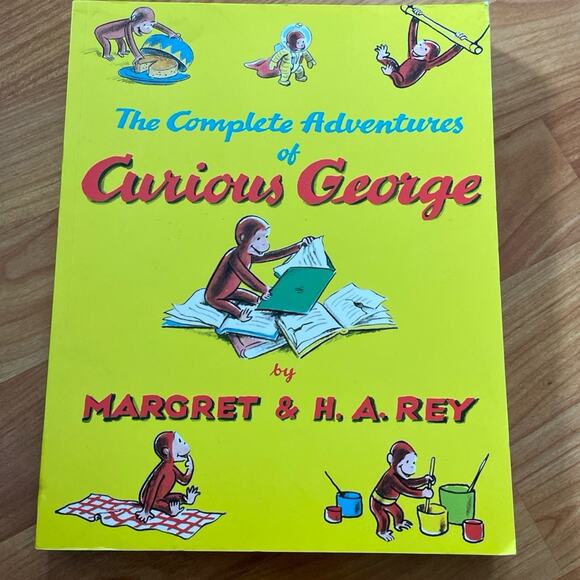 The Complete Adventures
of
Curious George
by
MARGRET & H. A. REY